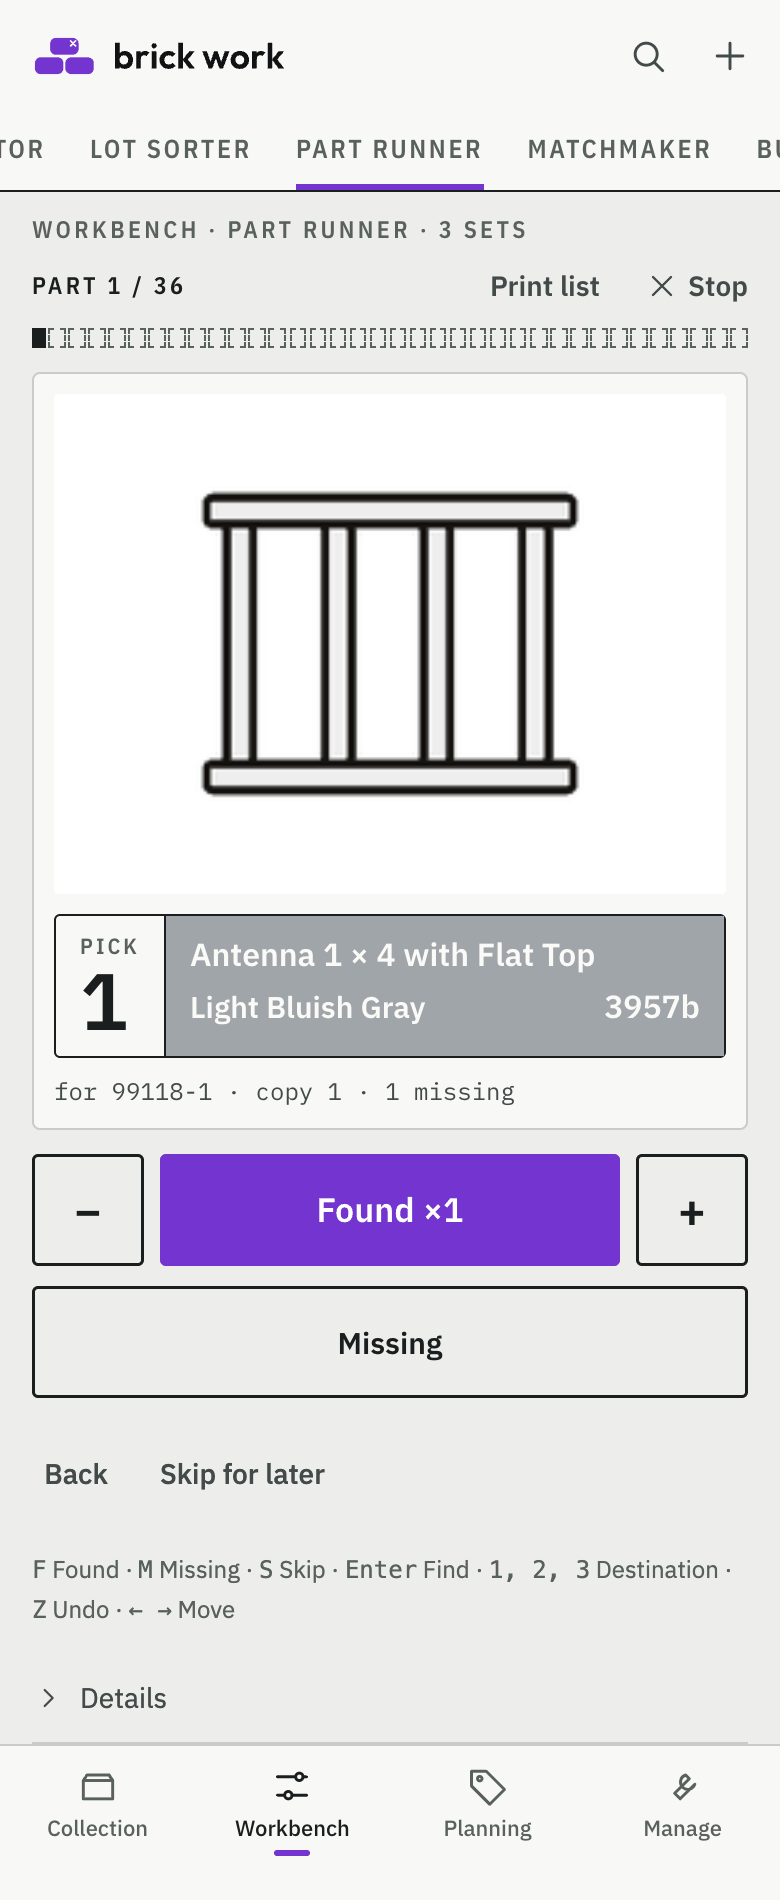 brick work
TOR LOT SORTER PART RUNNER MATCHMAKER BU
WORKBENCH · PART RUNNER · 3 SETS
PART 1 / 36 Print list Stop
PICK
1
Antenna 1 × 4 with Flat Top
Light Bluish Gray 3957b
for 99118-1 · copy 1 · 1 missing
− Found ×1 +
Missing
Back Skip for later
F Found · M Missing · S Skip · Enter Find · 1, 2, 3 Destination ·
Z Undo · ← → Move
Details
Collection Workbench Planning Manage